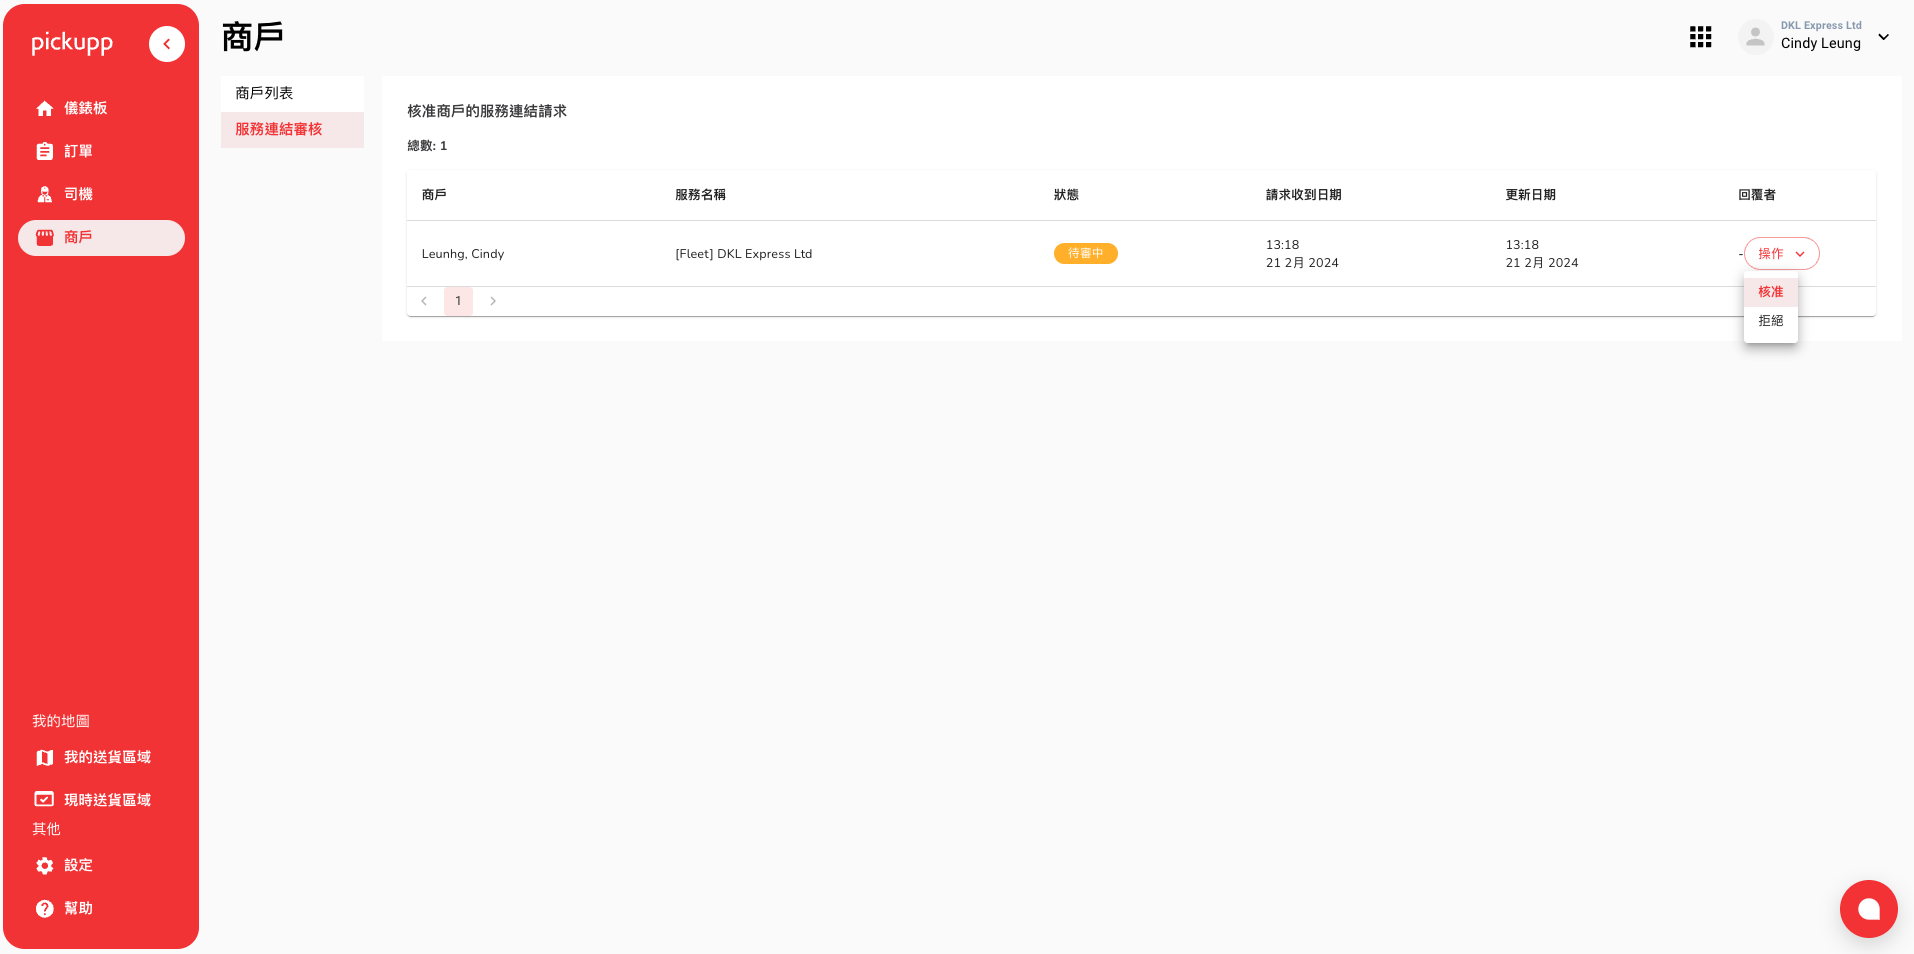 pickupp
儀錶板
訂單
司機
商戶
我的地圖
我的送貨區域
現時送貨區域
其他
設定
幫助
商戶
DKL Express Ltd
Cindy Leung
商戶列表
服務連結審核
核准商戶的服務連結請求
總數: 1
商戶 服務名稱 狀態 請求收到日期 更新日期 回覆者
Leunhg, Cindy [Fleet] DKL Express Ltd 待審中 13:18 13:18 - 操作
21 2月 2024 21 2月 2024
核准
拒絕
1